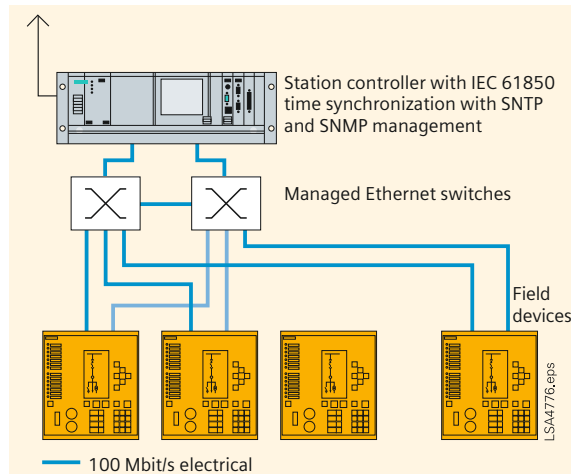 Station controller with IEC 61850
time synchronization with SNTP
and SNMP management
Managed Ethernet switches
Field
devices
LSA4776.eps
100 Mbit/s electrical